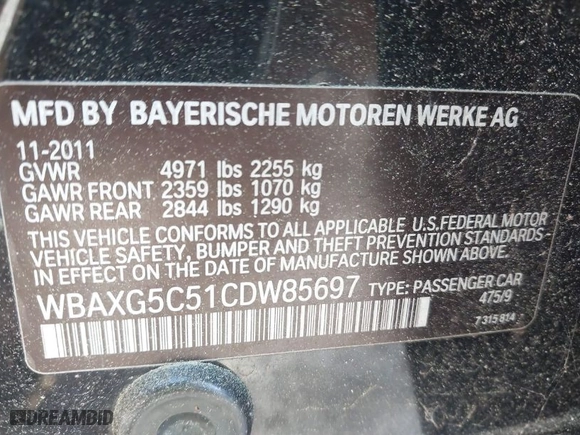 MFD BY BAYERISCHE MOTOREN WERKE AG
11-2011
GVWR 4971 lbs 2255 kg
GAWR FRONT 2359 lbs 1070 kg
GAWR REAR 2844 lbs 1290 kg
THIS VEHICLE CONFORMS TO ALL APPLICABLE U.S.FEDERAL MOTOR
VEHICLE SAFETY, BUMPER AND THEFT PREVENTION STANDARDS
IN EFFECT ON THE DATE OF MANUFACTURE SHOWN ABOVE.
WBAXG5C51CDW85697 TYPE: PASSENGER CAR
475/9
7315814
DREAMBID